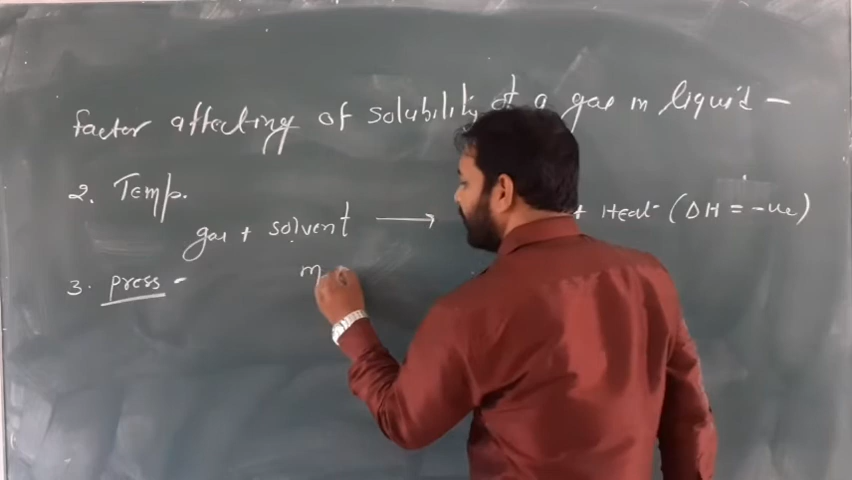 factor affecting of solubility of a gas in liquid -
2. Temp.
gas + solvent → + Heat (ΔH = -ve)
3. press - m